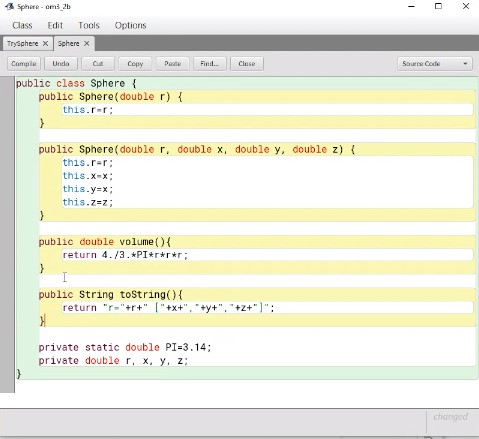 Sphere - om3_2b
Class Edit Tools Options
TrySphere X Sphere X
Compile Undo Cut Copy Paste Find... Close Source Code
public class Sphere {
public Sphere(double r) {
this.r=r;
}
public Sphere(double r, double x, double y, double z) {
this.r=r;
this.x=x;
this.y=x;
this.z=z;
}
public double volume(){
return 4./3.*PI*r*r*r;
}
public String toString(){
return "r="+r+" ["+x+","+y+","+z+"]";
}
private static double PI=3.14;
private double r, x, y, z;
}
changed